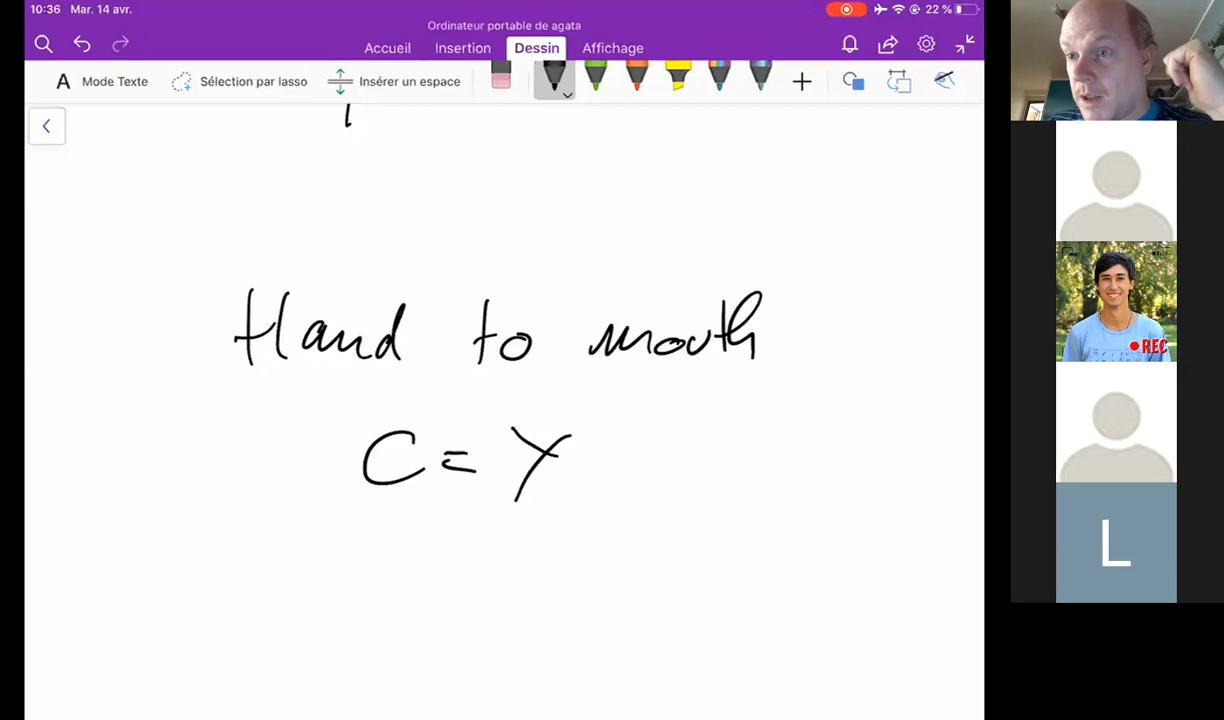 10:36 Mar. 14 avr.
22 %
Ordinateur portable de agata
Accueil Insertion Dessin Affichage
A Mode Texte Sélection par lasso Insérer un espace
Hand to mouth
C = Y
REC
L